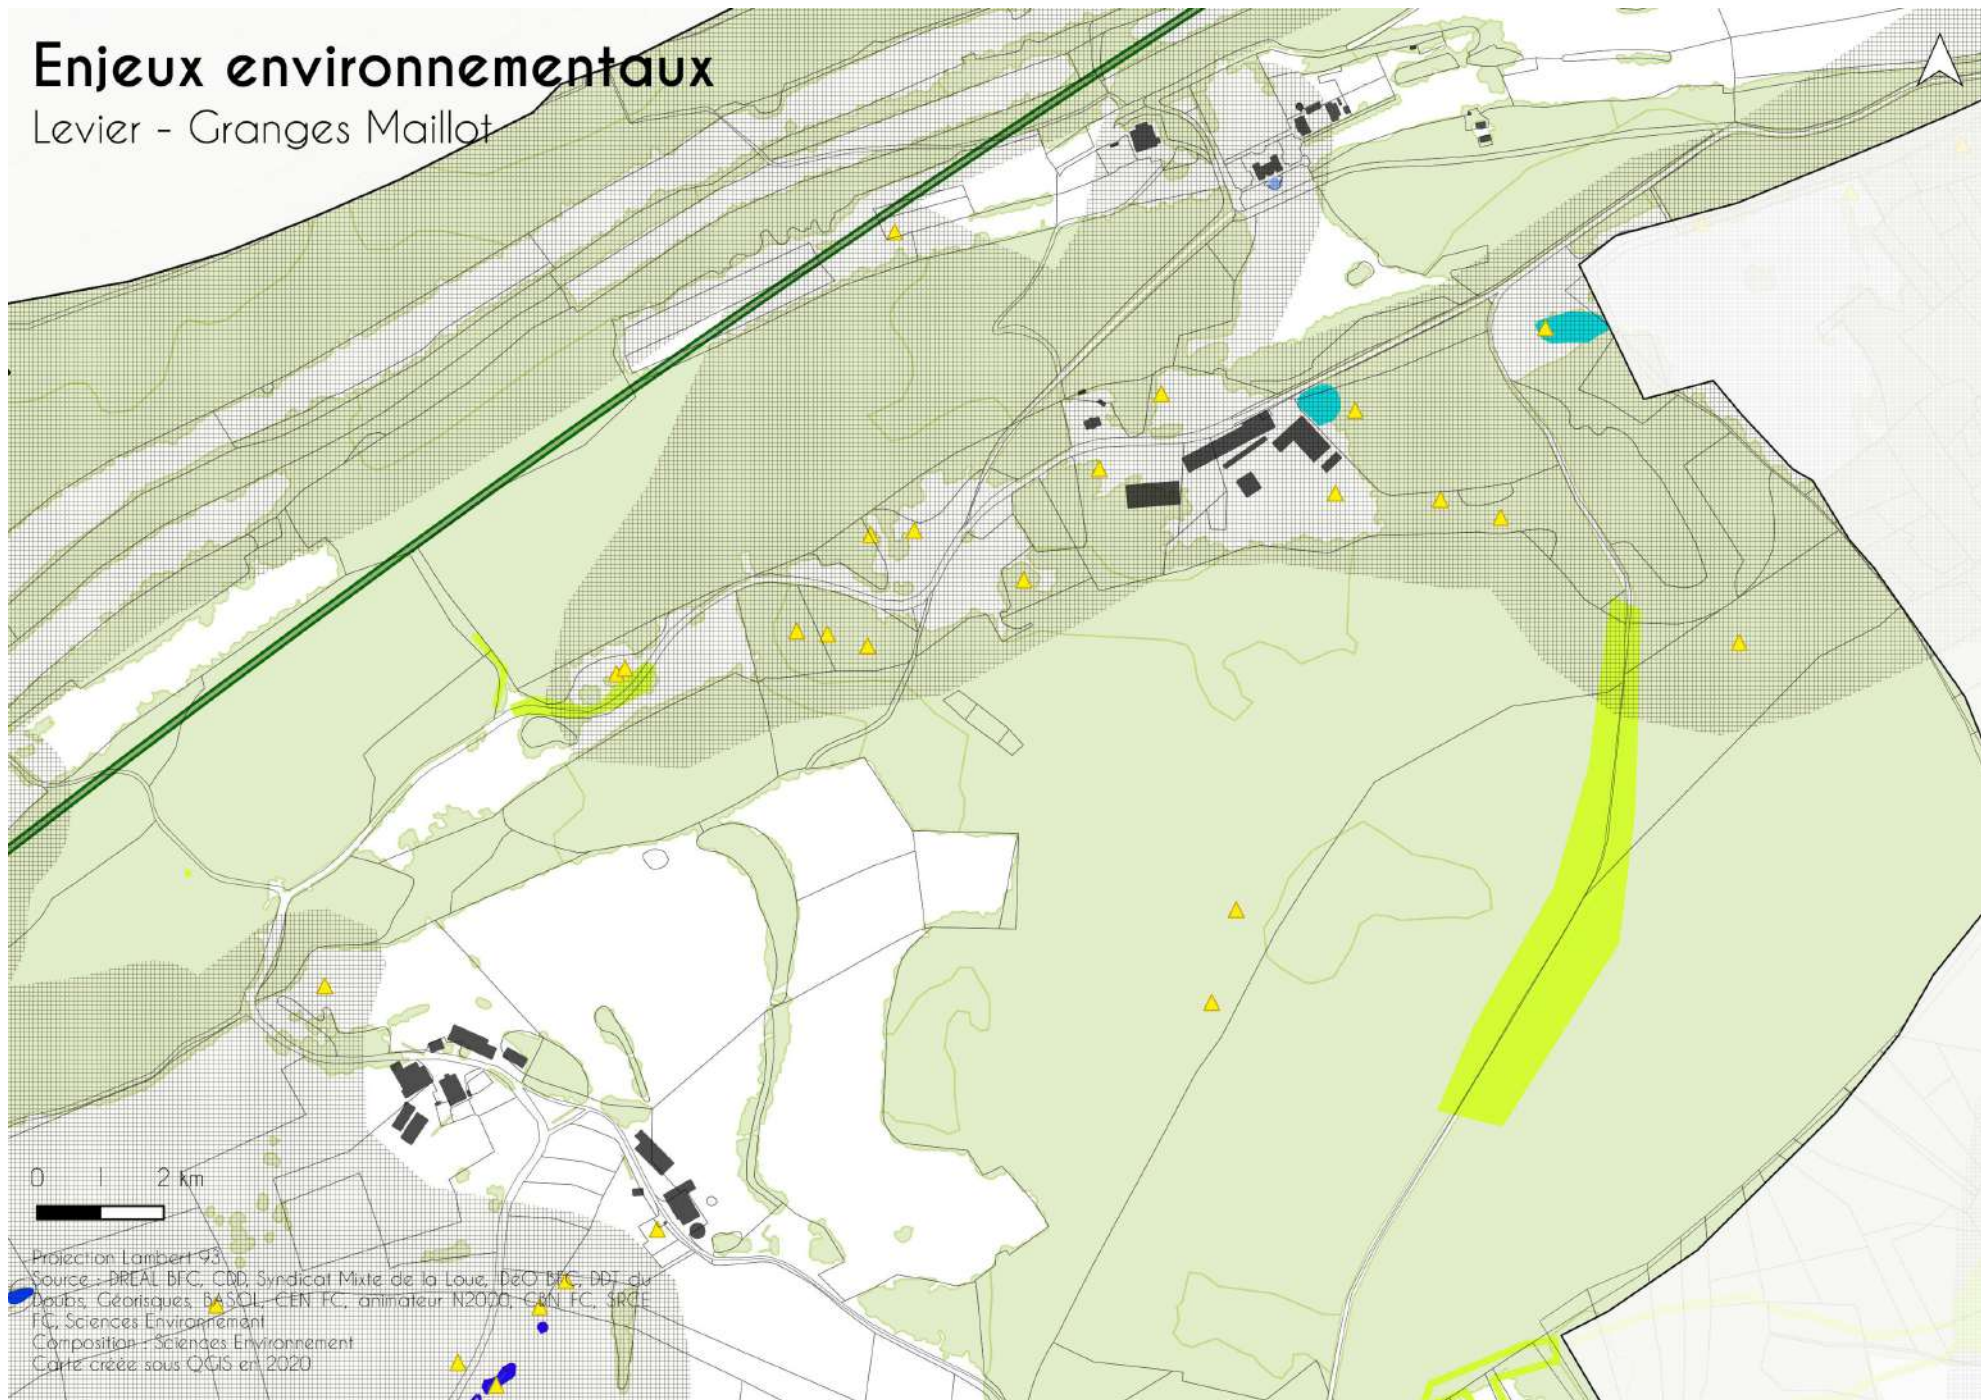 Enjeux environnementaux
Levier - Granges Maillot
0 1 2 km
Projection Lambert 93
Source : DREAL BFC, CDD, Syndicat Mixte de la Loue, IDéO BFC, DDT du
Doubs, Géorisques, BASOL, CEN FC, animateur N2000, CBN FC, SRCE
FC, Sciences Environnement
Composition : Sciences Environnement
Carte créée sous QGIS en 2020